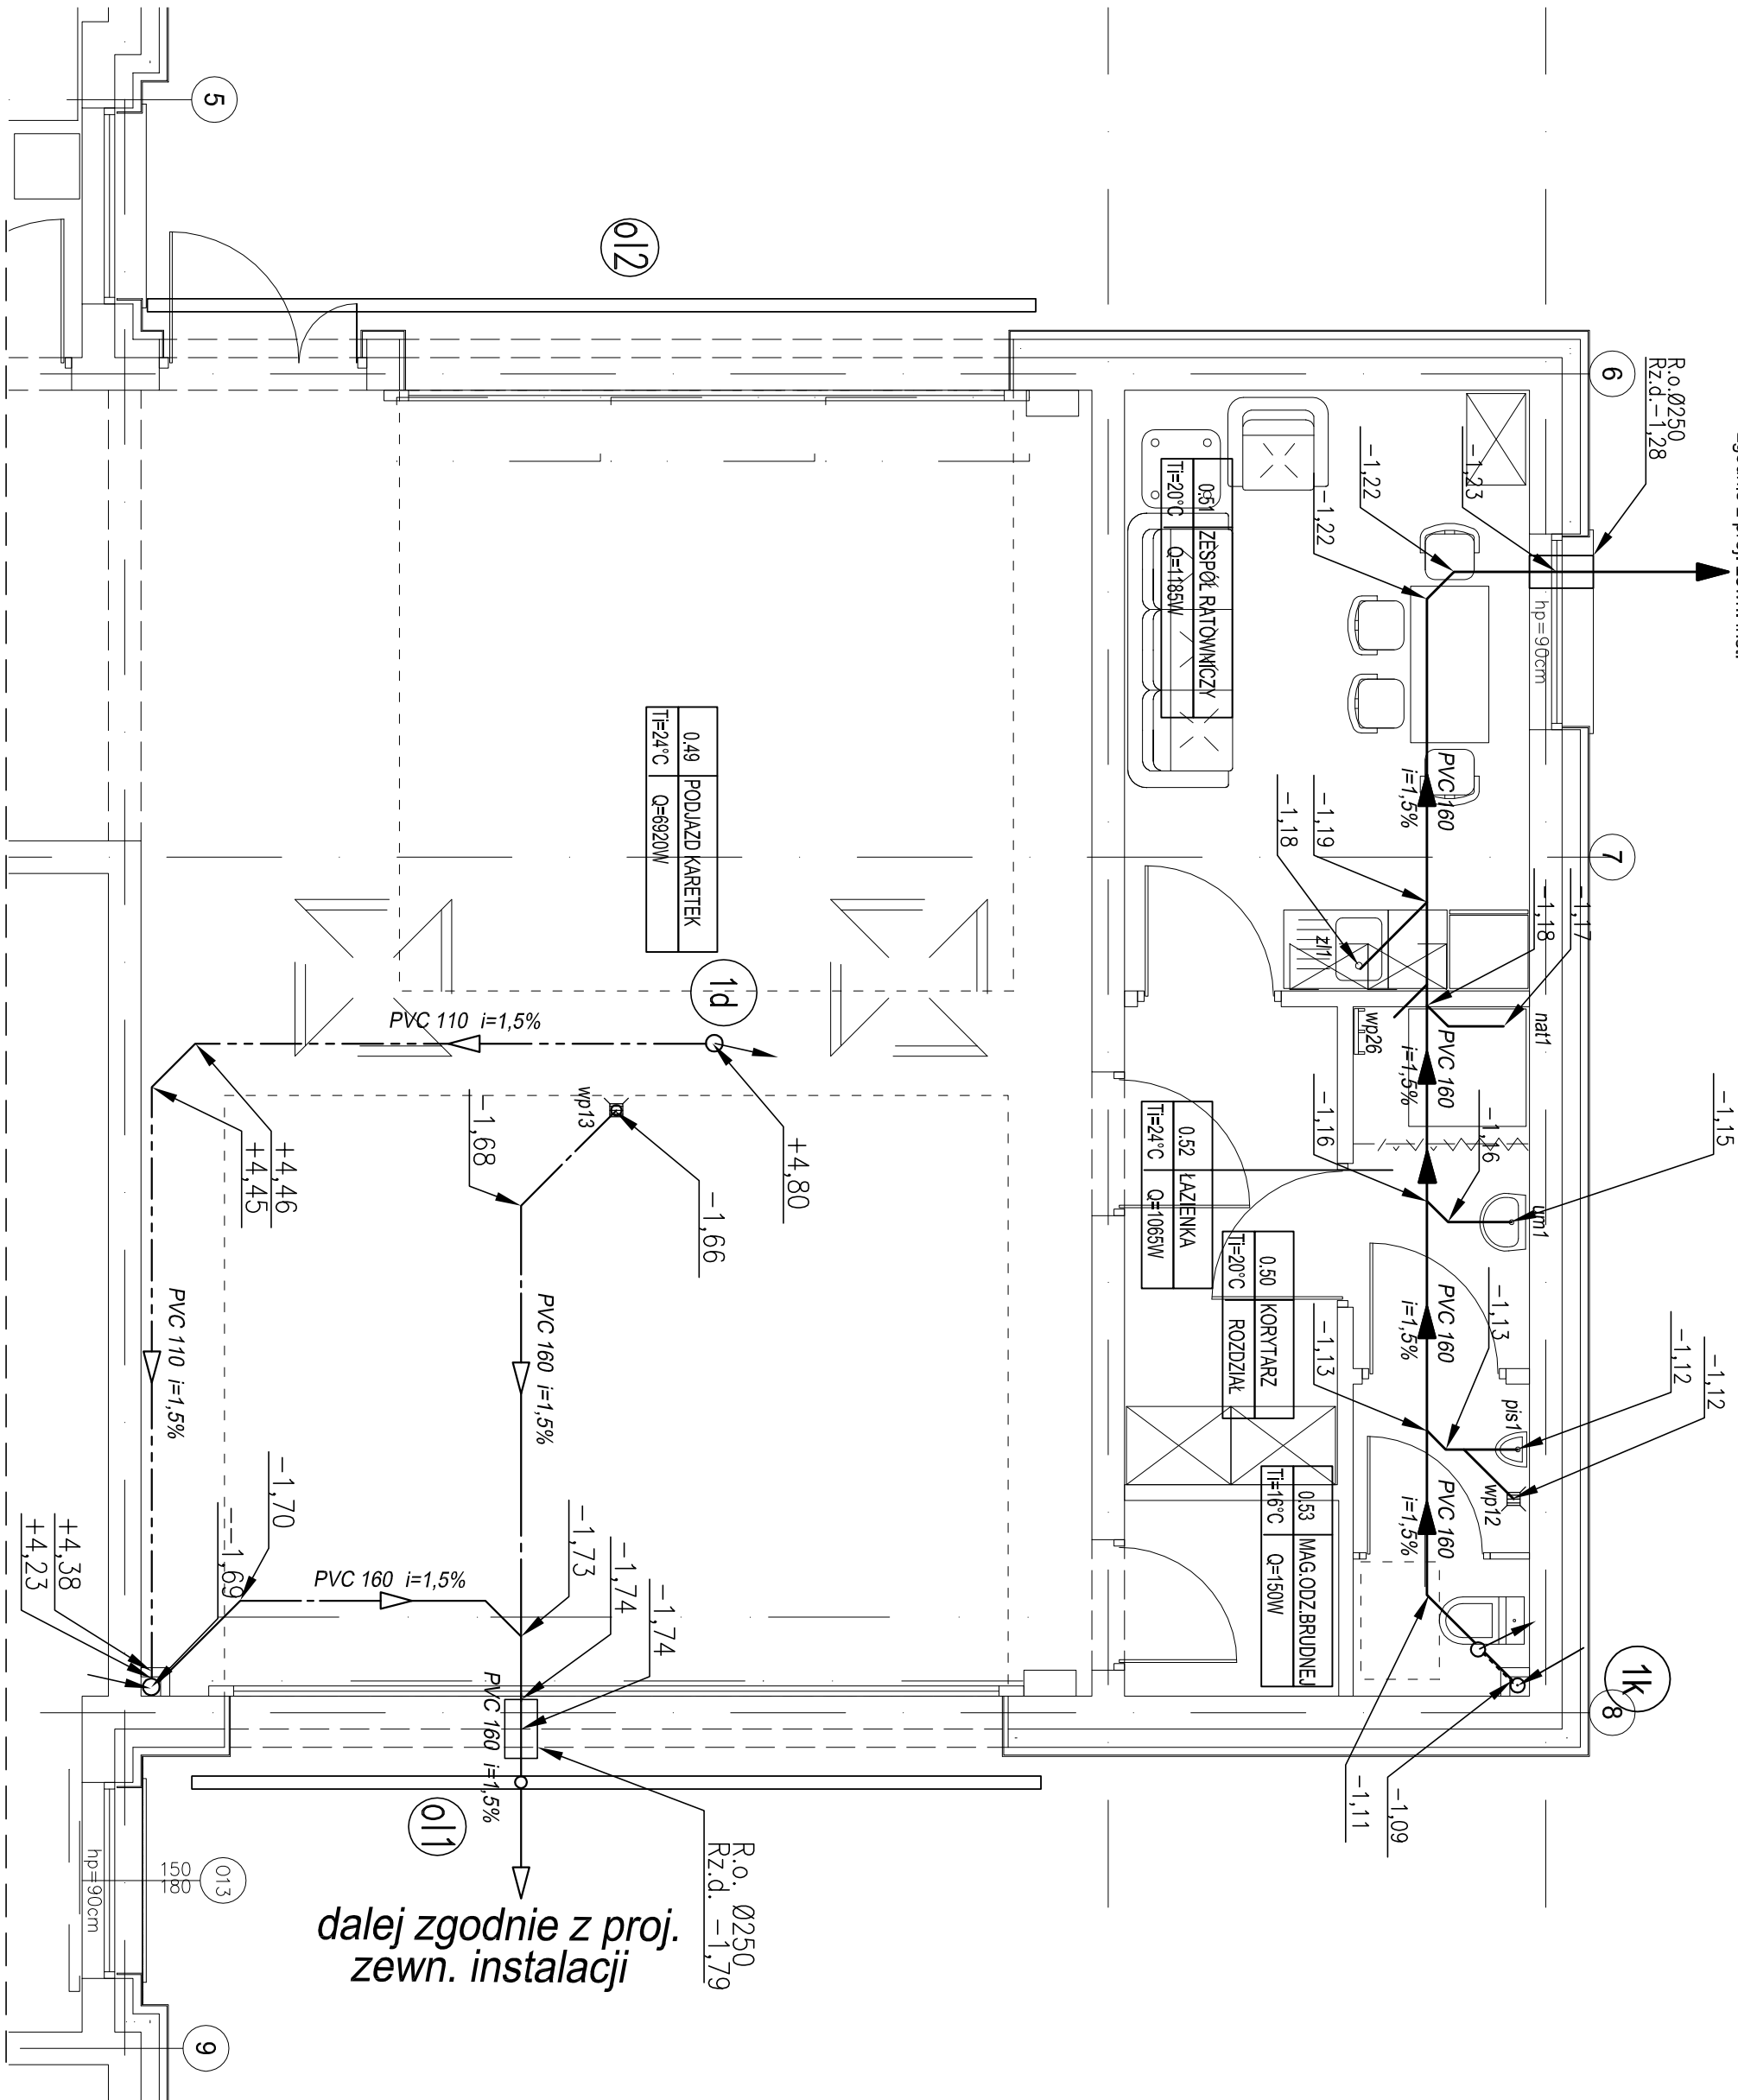 5
ol2
6
R.o.Ø250
Rz.d.-1,28
-1,23
-1,22
-1,22
hp=90cm
0.51 ZESPÓŁ RATOWNICZY
Ti=20°C Q=1185W
PVC 160
i=1,5%
7
-1,19
-1,18
-1,17
-1,18
zl1
nat1
wp26
PVC 160
i=1,5%
0.49 PODJAZD KARETEK
Ti=24°C Q=6920W
1d
PVC 110 i=1,5%
wp13
-1,68
-1,66
+4,80
+4,46
+4,45
-1,15
-1,16
-1,16
um1
0.52 ŁAZIENKA
Ti=24°C Q=1065W
0.50 KORYTARZ
Ti=20°C ROZDZIAŁ
PVC 160
i=1,5%
-1,13
-1,13
-1,12
-1,12
pis1
wp12
PVC 160
i=1,5%
0.53 MAG.ODZ.BRUDNEJ
Ti=16°C Q=150W
PVC 110 i=1,5%
PVC 160 i=1,5%
-1,70
-1,69
PVC 160 i=1,5%
+4,38
+4,23
-1,73
-1,74
-1,74
PVC 160 i=1,5%
1k
8
-1,09
-1,11
ol1
R.o. Ø250
Rz.d. -1,79
dalej zgodnie z proj.
zewn. instalacji
013
150
180
hp=90cm
9